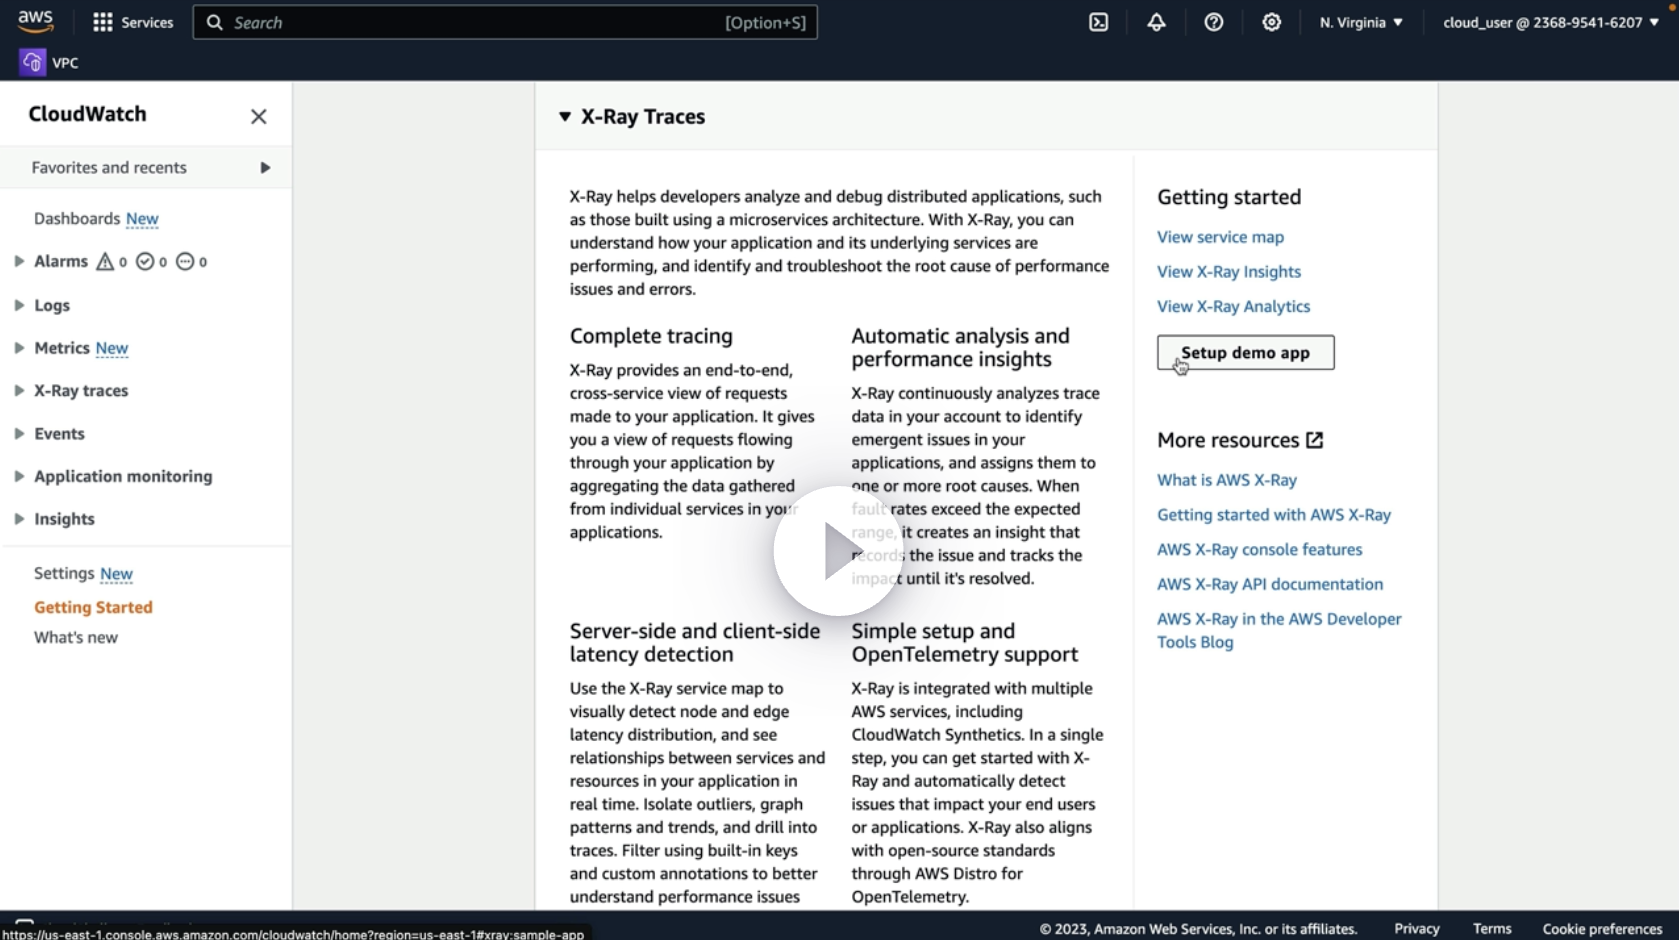 aws
Services
Search
[Option+S]
N. Virginia ▼
cloud_user @ 2368-9541-6207 ▼
VPC
CloudWatch
Favorites and recents
Dashboards New
Alarms 0 0 0
Logs
Metrics New
X-Ray traces
Events
Application monitoring
Insights
Settings New
Getting Started
What's new
X-Ray Traces
X-Ray helps developers analyze and debug distributed applications, such
as those built using a microservices architecture. With X-Ray, you can
understand how your application and its underlying services are
performing, and identify and troubleshoot the root cause of performance
issues and errors.
Complete tracing
X-Ray provides an end-to-end,
cross-service view of requests
made to your application. It gives
you a view of requests flowing
through your application by
aggregating the data gathered
from individual services in your
applications.
Automatic analysis and
performance insights
X-Ray continuously analyzes trace
data in your account to identify
emergent issues in your
applications, and assigns them to
one or more root causes. When
fault rates exceed the expected
range, it creates an insight that
records the issue and tracks the
impact until it's resolved.
Server-side and client-side
latency detection
Use the X-Ray service map to
visually detect node and edge
latency distribution, and see
relationships between services and
resources in your application in
real time. Isolate outliers, graph
patterns and trends, and drill into
traces. Filter using built-in keys
and custom annotations to better
understand performance issues
Simple setup and
OpenTelemetry support
X-Ray is integrated with multiple
AWS services, including
CloudWatch Synthetics. In a single
step, you can get started with X-
Ray and automatically detect
issues that impact your end users
or applications. X-Ray also aligns
with open-source standards
through AWS Distro for
OpenTelemetry.
Getting started
View service map
View X-Ray Insights
View X-Ray Analytics
Setup demo app
More resources
What is AWS X-Ray
Getting started with AWS X-Ray
AWS X-Ray console features
AWS X-Ray API documentation
AWS X-Ray in the AWS Developer
Tools Blog
https://us-east-1.console.aws.amazon.com/cloudwatch/home?region=us-east-1#xray:sample-app
© 2023, Amazon Web Services, Inc. or its affiliates.
Privacy
Terms
Cookie preferences